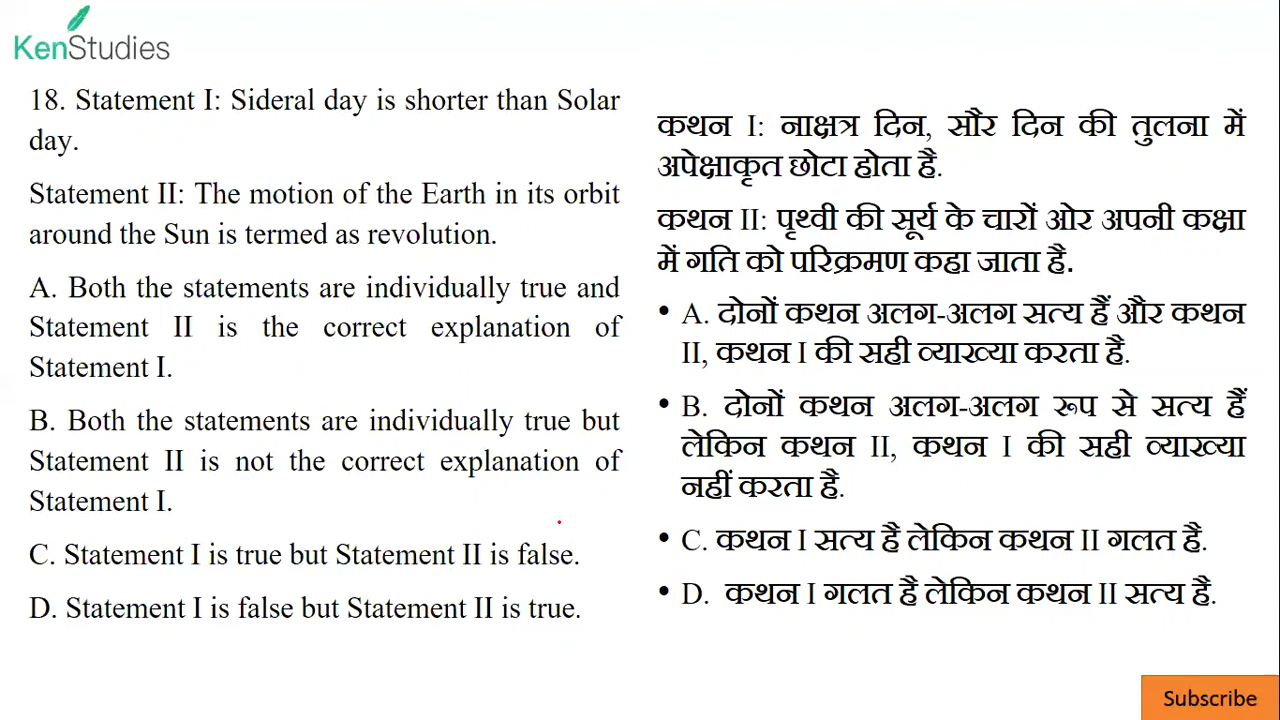 KenStudies
18. Statement I: Sideral day is shorter than Solar
day.
Statement II: The motion of the Earth in its orbit
around the Sun is termed as revolution.
A. Both the statements are individually true and
Statement II is the correct explanation of
Statement I.
B. Both the statements are individually true but
Statement II is not the correct explanation of
Statement I.
C. Statement I is true but Statement II is false.
D. Statement I is false but Statement II is true.
कथन I: नाक्षत्र दिन, सौर दिन की तुलना में
अपेक्षाकृत छोटा होता है.
कथन II: पृथ्वी की सूर्य के चारों ओर अपनी कक्षा
में गति को परिक्रमण कहा जाता है.
• A. दोनों कथन अलग-अलग सत्य हैं और कथन
II, कथन I की सही व्याख्या करता है.
• B. दोनों कथन अलग-अलग रूप से सत्य हैं
लेकिन कथन II, कथन I की सही व्याख्या
नहीं करता है.
• C. कथन I सत्य है लेकिन कथन II गलत है.
• D. कथन I गलत है लेकिन कथन II सत्य है.
Subscribe